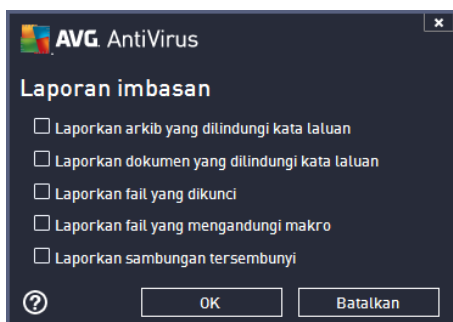 AVG AntiVirus
Laporan imbasan
Laporkan arkib yang dilindungi kata laluan
Laporkan dokumen yang dilindungi kata laluan
Laporkan fail yang dikunci
Laporkan fail yang mengandungi makro
Laporkan sambungan tersembunyi
? OK Batalkan